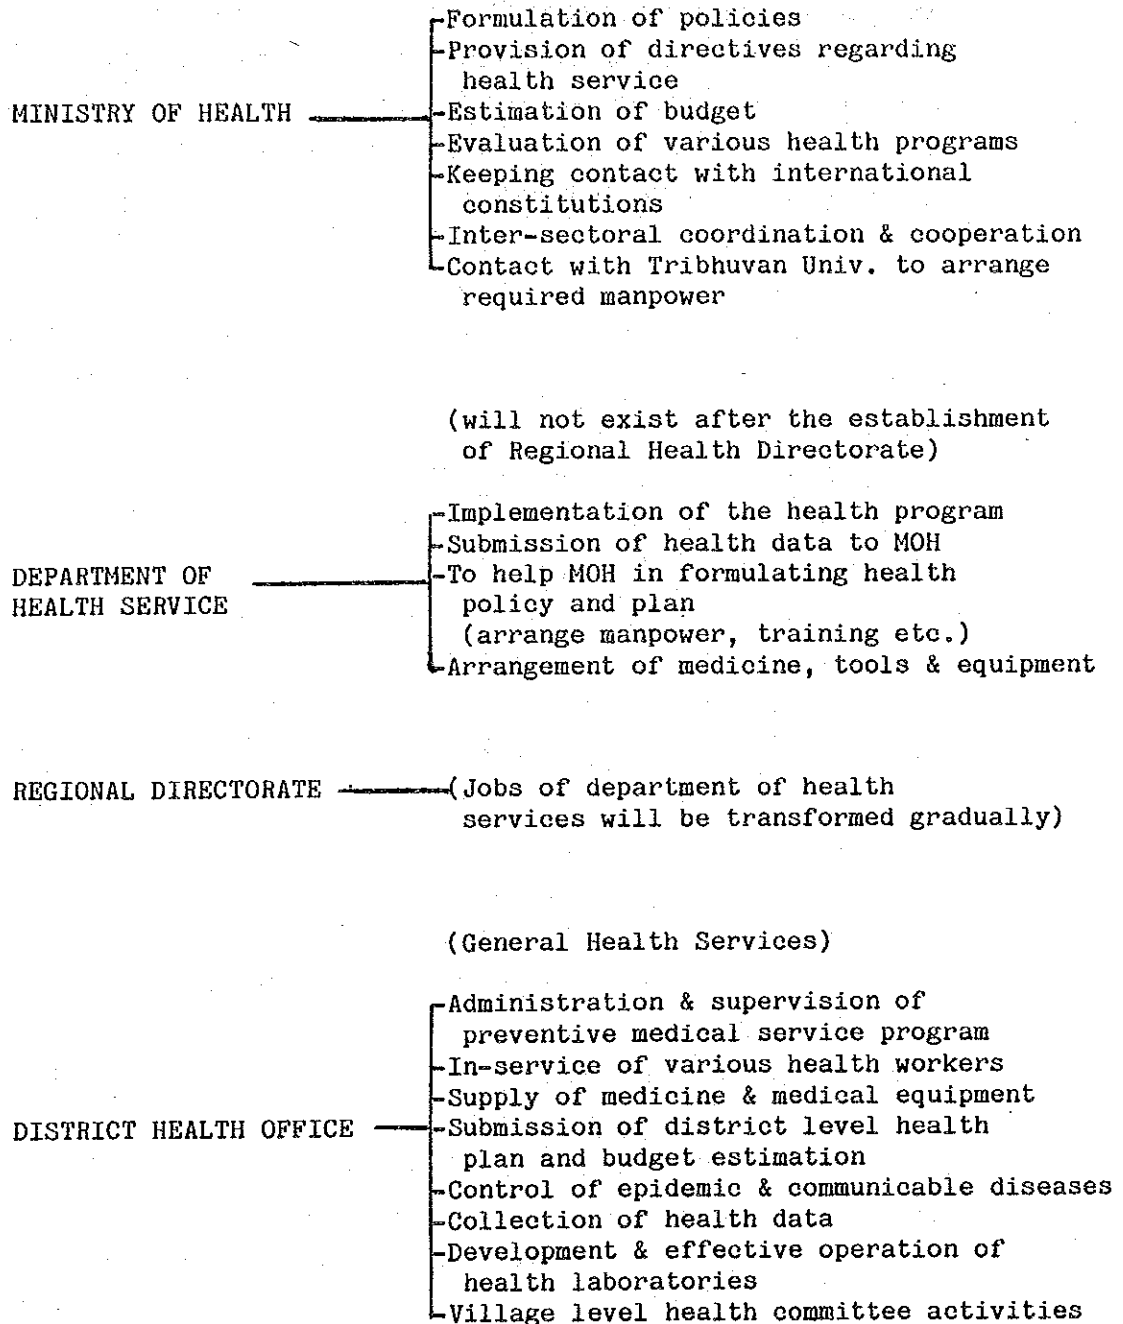 Formulation of policies
-Provision of directives regarding
health service
MINISTRY OF HEALTH -Estimation of budget
-Evaluation of various health programs
-Keeping contact with international
constitutions
-Inter-sectoral coordination & cooperation
-Contact with Tribhuvan Univ. to arrange
required manpower
(will not exist after the establishment
of Regional Health Directorate)
-Implementation of the health program
-Submission of health data to MOH
DEPARTMENT OF -To help MOH in formulating health
HEALTH SERVICE policy and plan
(arrange manpower, training etc.)
-Arrangement of medicine, tools & equipment
REGIONAL DIRECTORATE (Jobs of department of health
services will be transformed gradually)
(General Health Services)
-Administration & supervision of
preventive medical service program
-In-service of various health workers
-Supply of medicine & medical equipment
DISTRICT HEALTH OFFICE -Submission of district level health
plan and budget estimation
-Control of epidemic & communicable diseases
-Collection of health data
-Development & effective operation of
health laboratories
-Village level health committee activities